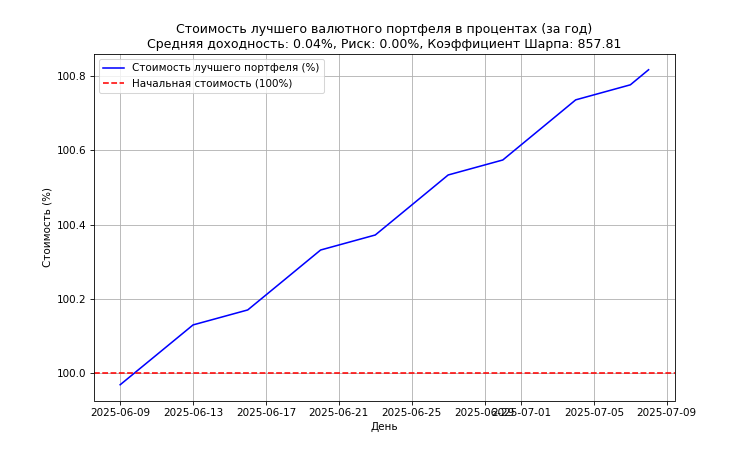 Стоимость лучшего валютного портфеля в процентах (за год)
Средняя доходность: 0.04%, Риск: 0.00%, Коэффициент Шарпа: 857.81
Стоимость лучшего портфеля (%)
Начальная стоимость (100%)
100.8
100.6
100.4
100.2
100.0
Стоимость (%)
2025-06-09 2025-06-13 2025-06-17 2025-06-21 2025-06-25 2025-06-29 2025-07-01 2025-07-05 2025-07-09
День